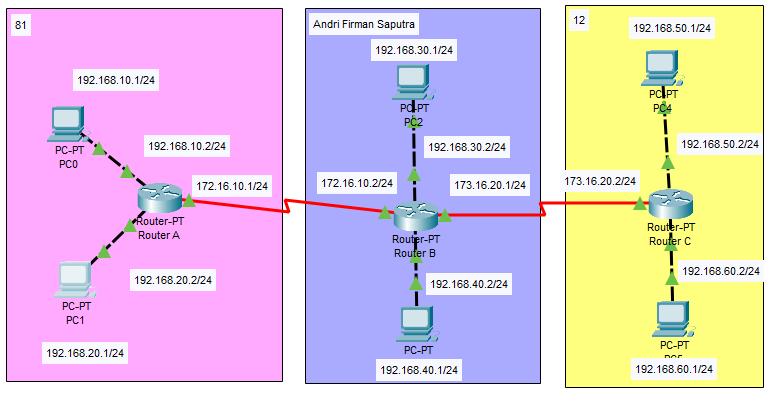 81
192.168.10.1/24
PC-PT
PC0
192.168.10.2/24
172.16.10.1/24
Router-PT
Router A
192.168.20.2/24
PC-PT
PC1
192.168.20.1/24
Andri Firman Saputra
192.168.30.1/24
PC-PT
PC2
192.168.30.2/24
172.16.10.2/24
173.16.20.1/24
Router-PT
Router B
192.168.40.2/24
PC-PT
192.168.40.1/24
12
192.168.50.1/24
PC-PT
PC4
192.168.50.2/24
173.16.20.2/24
Router-PT
Router C
192.168.60.2/24
PC-PT
192.168.60.1/24